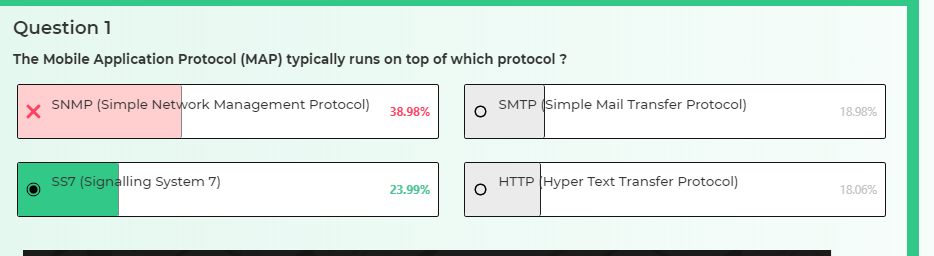 Question 1
The Mobile Application Protocol (MAP) typically runs on top of which protocol ?
SNMP (Simple Network Management Protocol)
38.98%
SMTP (Simple Mail Transfer Protocol)
18.98%
SS7 (Signalling System 7)
23.99%
HTTP (Hyper Text Transfer Protocol)
18.06%